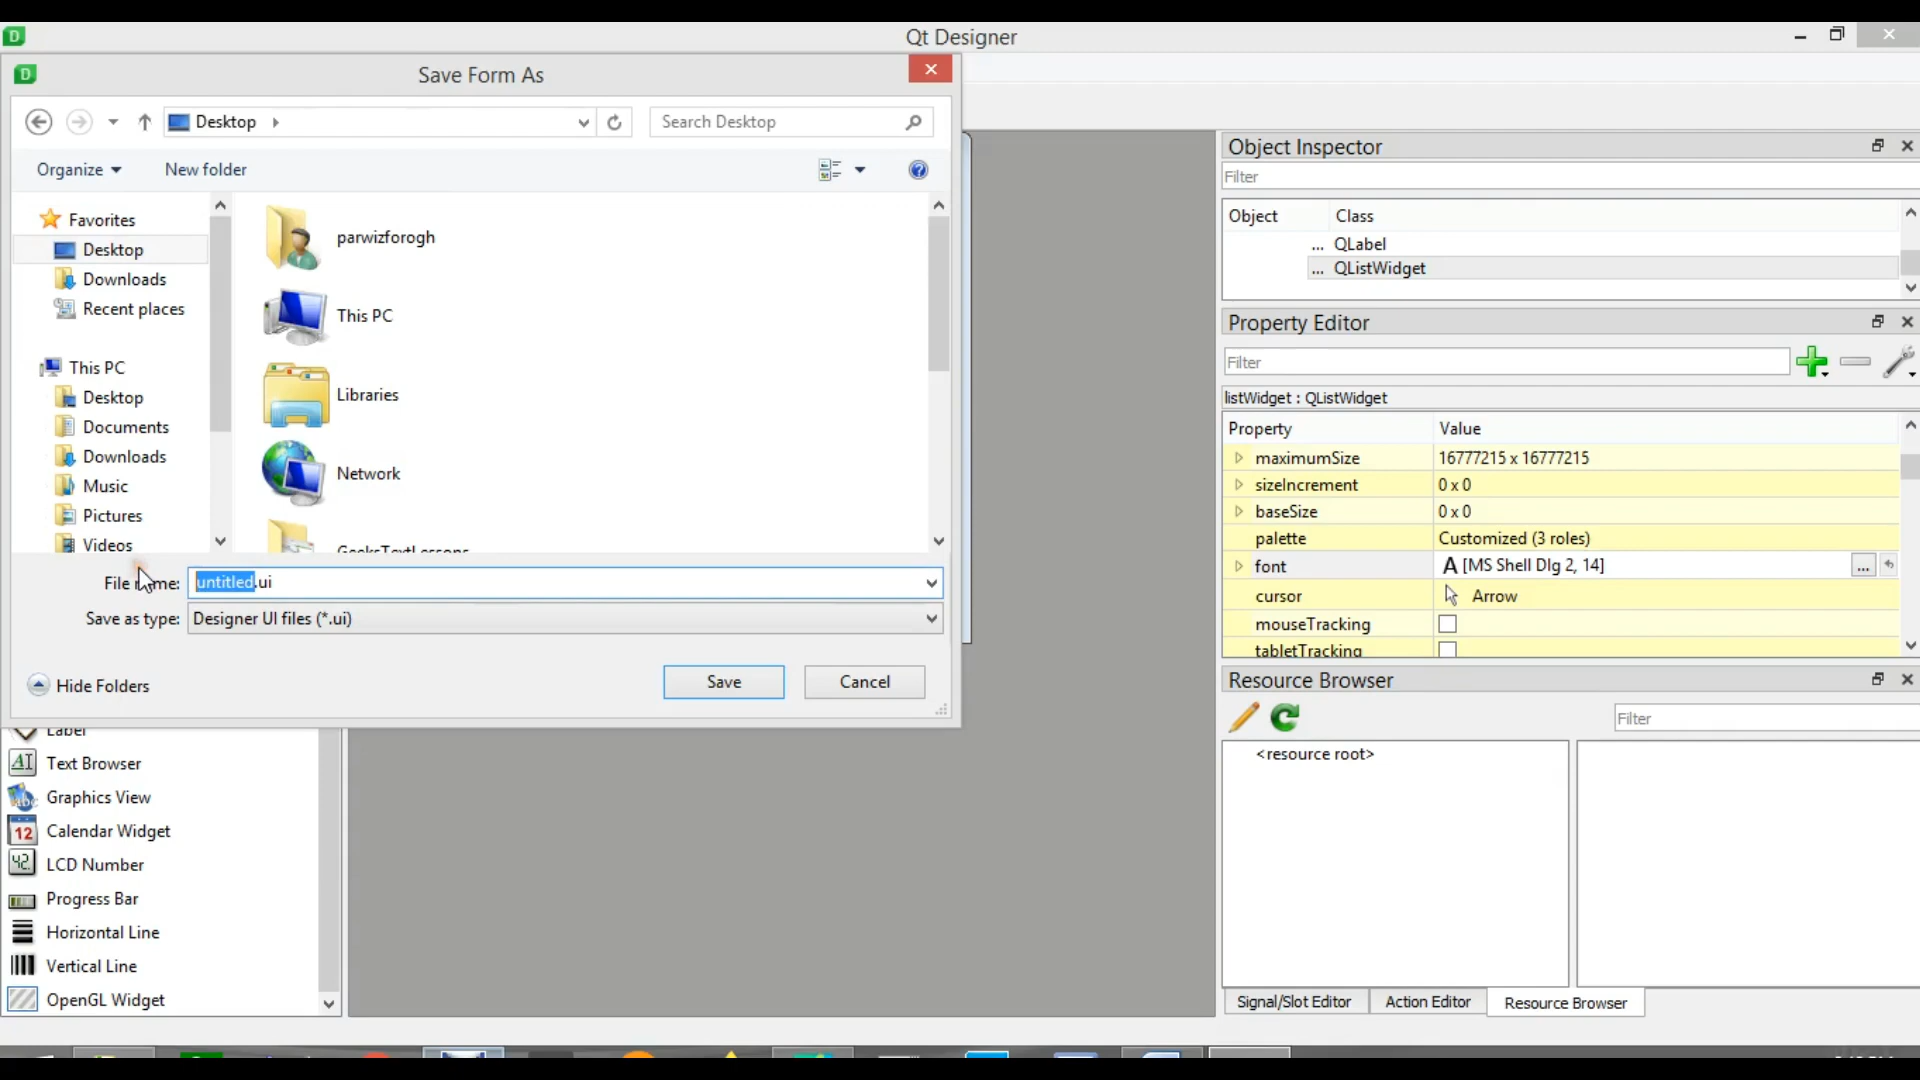 Qt Designer
Save Form As
Desktop
Search Desktop
Organize
New folder
Favorites
Desktop
Downloads
Recent places
This PC
Desktop
Documents
Downloads
Music
Pictures
Videos
parwizforogh
This PC
Libraries
Network
GeeksTextLessons
File name:
untitled.ui
Save as type:
Designer UI files (*.ui)
Hide Folders
Save
Cancel
Label
Text Browser
Graphics View
Calendar Widget
LCD Number
Progress Bar
Horizontal Line
Vertical Line
OpenGL Widget
Object Inspector
Filter
Object Class
... QLabel
... QListWidget
Property Editor
Filter
listWidget : QListWidget
Property Value
maximumSize 16777215 x 16777215
sizeIncrement 0 x 0
baseSize 0 x 0
palette Customized (3 roles)
font A [MS Shell Dlg 2, 14] ...
cursor Arrow
mouseTracking
tabletTracking
Resource Browser
Filter
<resource root>
Signal/Slot Editor Action Editor Resource Browser